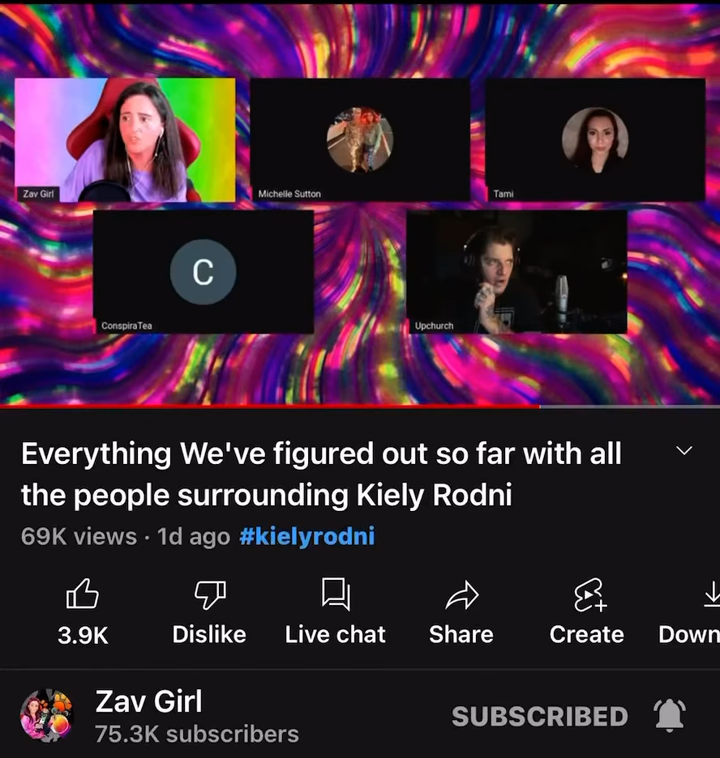 Zav Girl
Michelle Sutton
Tami
C
ConspiraTea
Upchurch
Everything We've figured out so far with all
the people surrounding Kiely Rodni
69K views · 1d ago #kielyrodni
3.9K Dislike Live chat Share Create Down
Zav Girl
75.3K subscribers
SUBSCRIBED